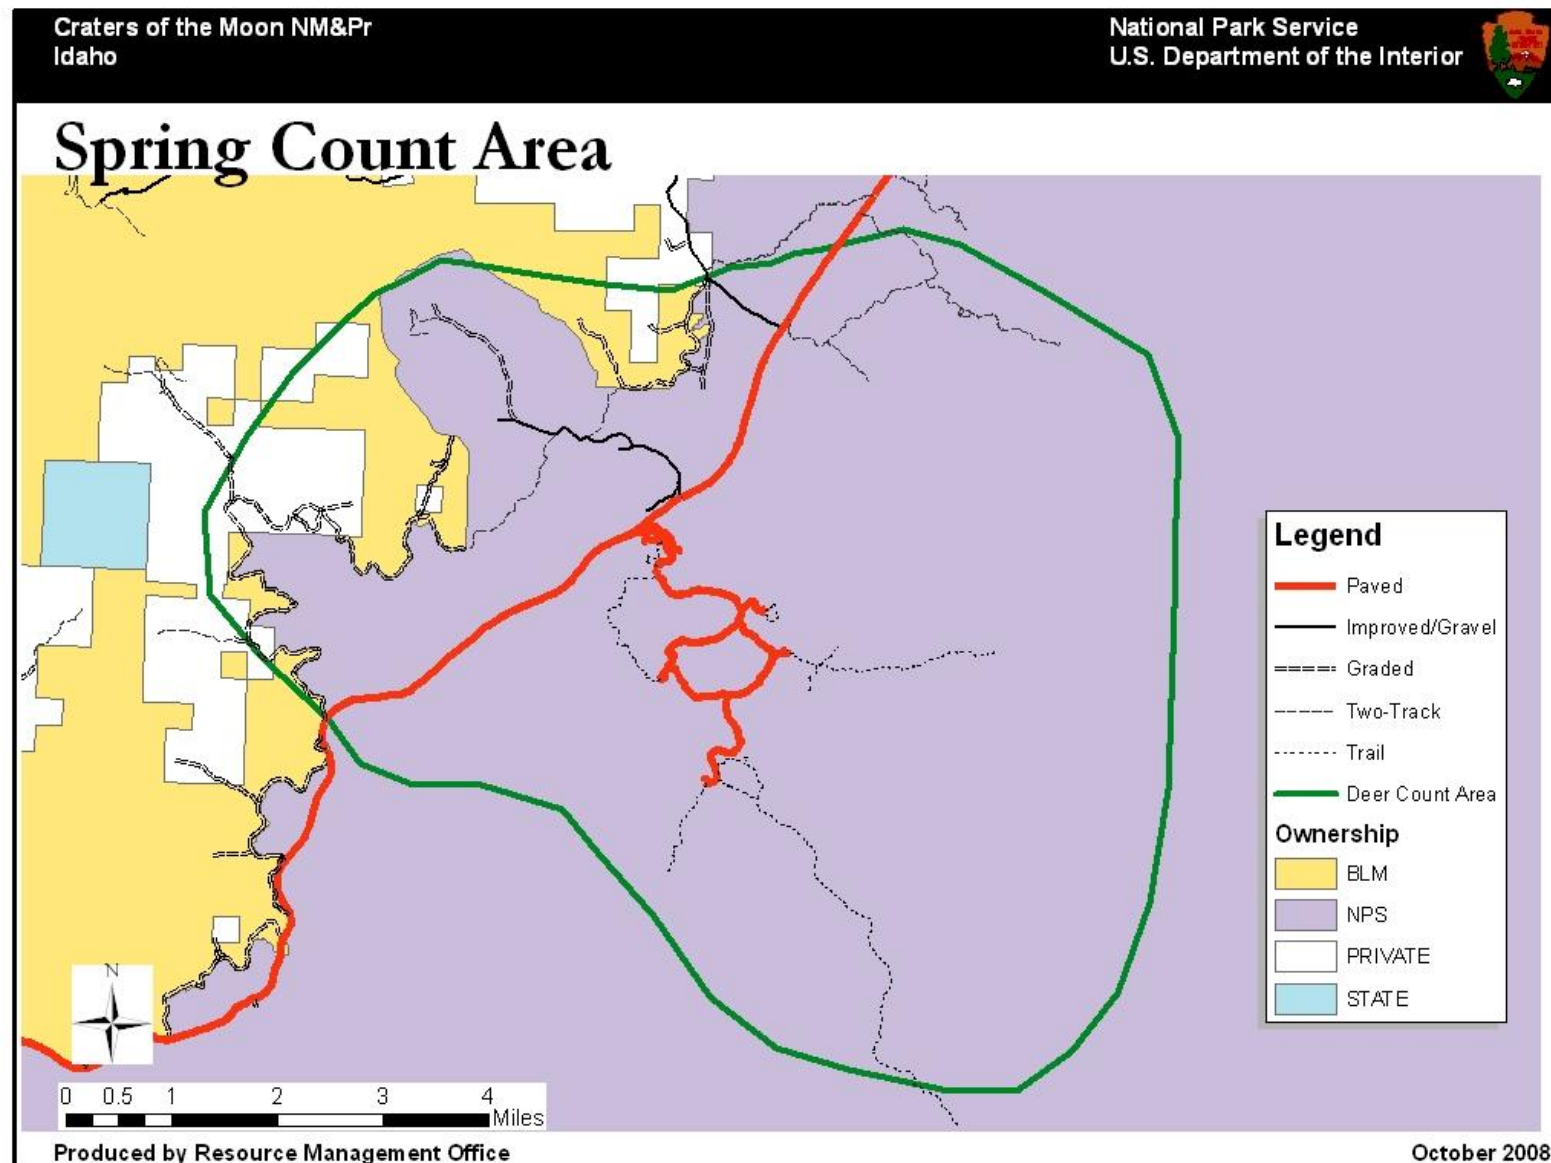 Craters of the Moon NM&Pr
Idaho
National Park Service
U.S. Department of the Interior
Spring Count Area
Legend
Paved
Improved/Gravel
Graded
Two-Track
Trail
Deer Count Area
Ownership
BLM
NPS
PRIVATE
STATE
N
0 0.5 1 2 3 4
Miles
Produced by Resource Management Office
October 2008